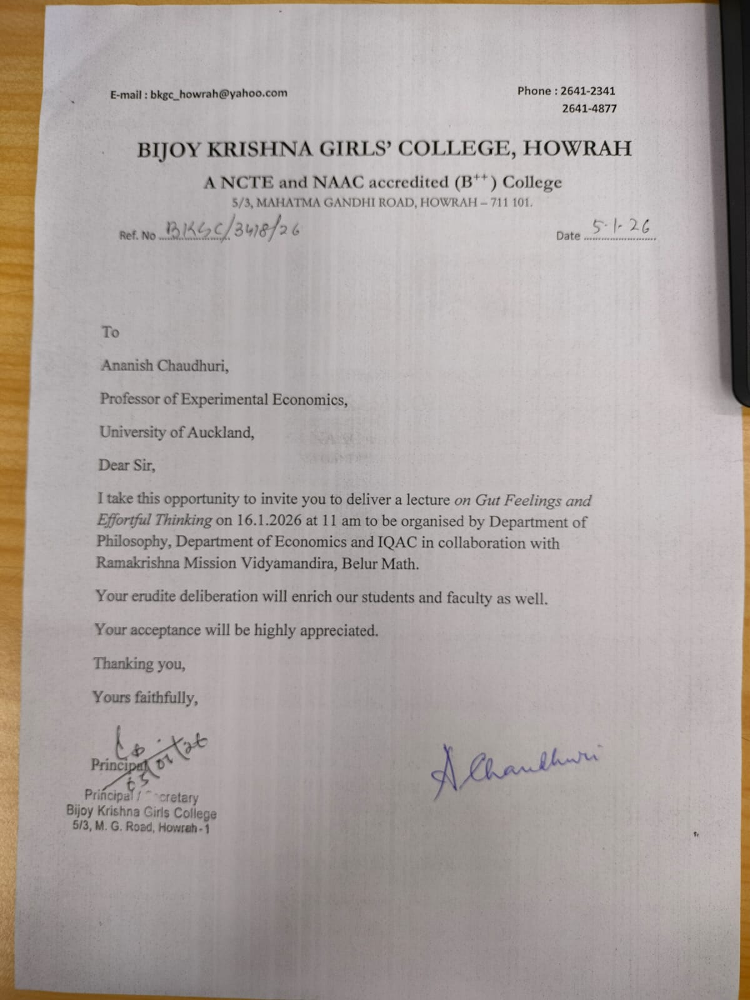 E-mail : bkgc_howrah@yahoo.com
Phone : 2641-2341
2641-4877
BIJOY KRISHNA GIRLS' COLLEGE, HOWRAH
A NCTE and NAAC accredited (B++) College
5/3, MAHATMA GANDHI ROAD, HOWRAH – 711 101.
Ref. No BKGC/3418/26
Date 5.1.26
To
Ananish Chaudhuri,
Professor of Experimental Economics,
University of Auckland,
Dear Sir,
I take this opportunity to invite you to deliver a lecture on Gut Feelings and
Effortful Thinking on 16.1.2026 at 11 am to be organised by Department of
Philosophy, Department of Economics and IQAC in collaboration with
Ramakrishna Mission Vidyamandira, Belur Math.
Your erudite deliberation will enrich our students and faculty as well.
Your acceptance will be highly appreciated.
Thanking you,
Yours faithfully,
05/01/26
Principal
Principal / Secretary
Bijoy Krishna Girls College
5/3, M. G. Road, Howrah-1
A Chaudhuri